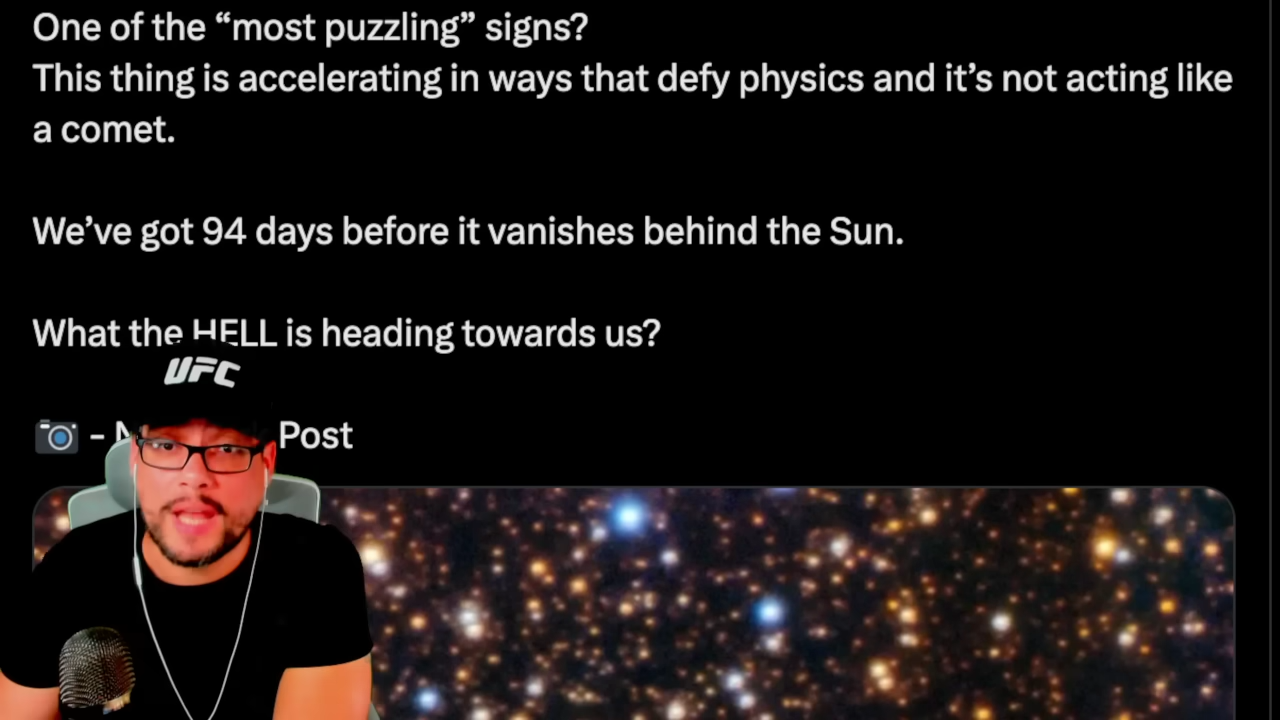 One of the “most puzzling” signs?
This thing is accelerating in ways that defy physics and it’s not acting like
a comet.
We’ve got 94 days before it vanishes behind the Sun.
What the HELL is heading towards us?
UFC
- Post